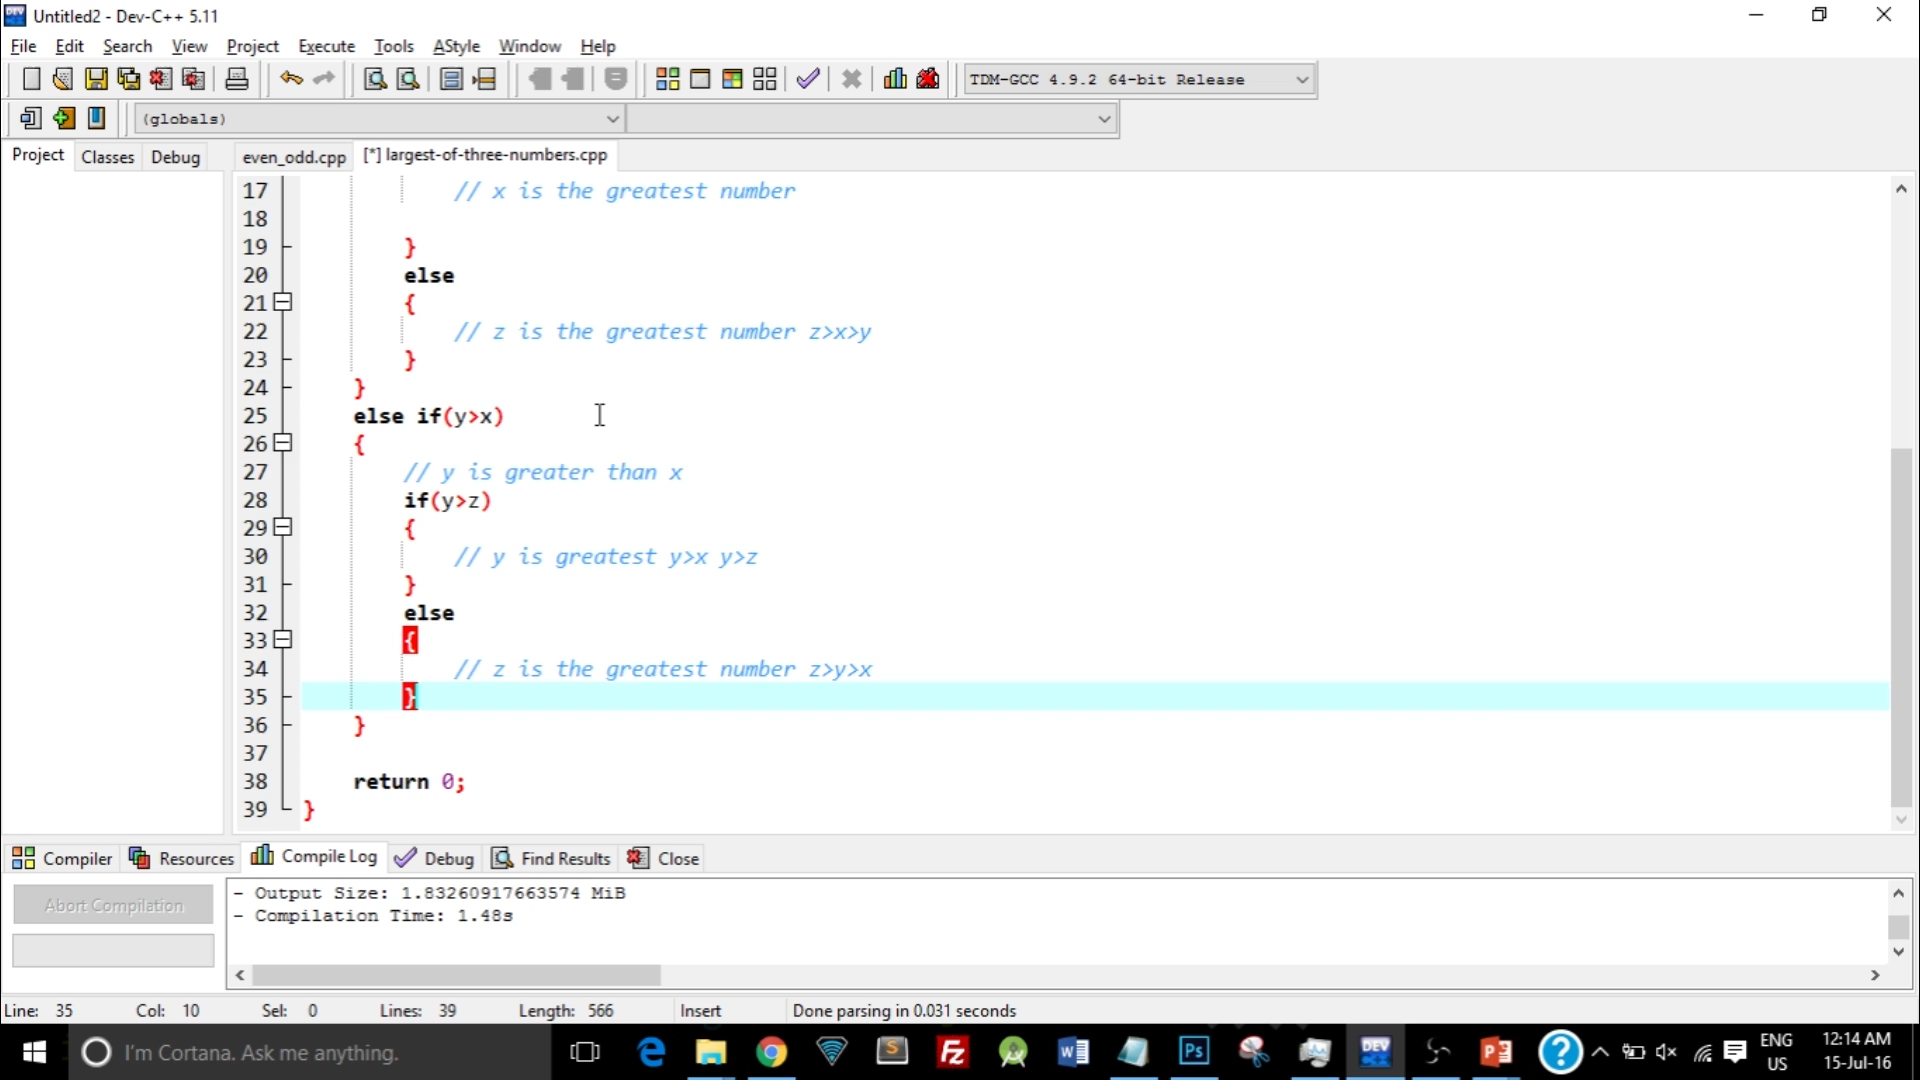 Untitled2 - Dev-C++ 5.11
File Edit Search View Project Execute Tools AStyle Window Help
TDM-GCC 4.9.2 64-bit Release
(globals)
Project Classes Debug even_odd.cpp [*] largest-of-three-numbers.cpp
17 // x is the greatest number
18
19 }
20 else
21 {
22 // z is the greatest number z>x>y
23 }
24 }
25 else if(y>x)
26 {
27 // y is greater than x
28 if(y>z)
29 {
30 // y is greatest y>x y>z
31 }
32 else
33 {
34 // z is the greatest number z>y>x
35 }
36 }
37
38 return 0;
39 }
Compiler Resources Compile Log Debug Find Results Close
Abort Compilation
- Output Size: 1.83260917663574 MiB
- Compilation Time: 1.48s
Line: 35 Col: 10 Sel: 0 Lines: 39 Length: 566 Insert Done parsing in 0.031 seconds
I'm Cortana. Ask me anything.
S
Fz
W
Ps
DEV
P
?
ENG
US
12:14 AM
15-Jul-16